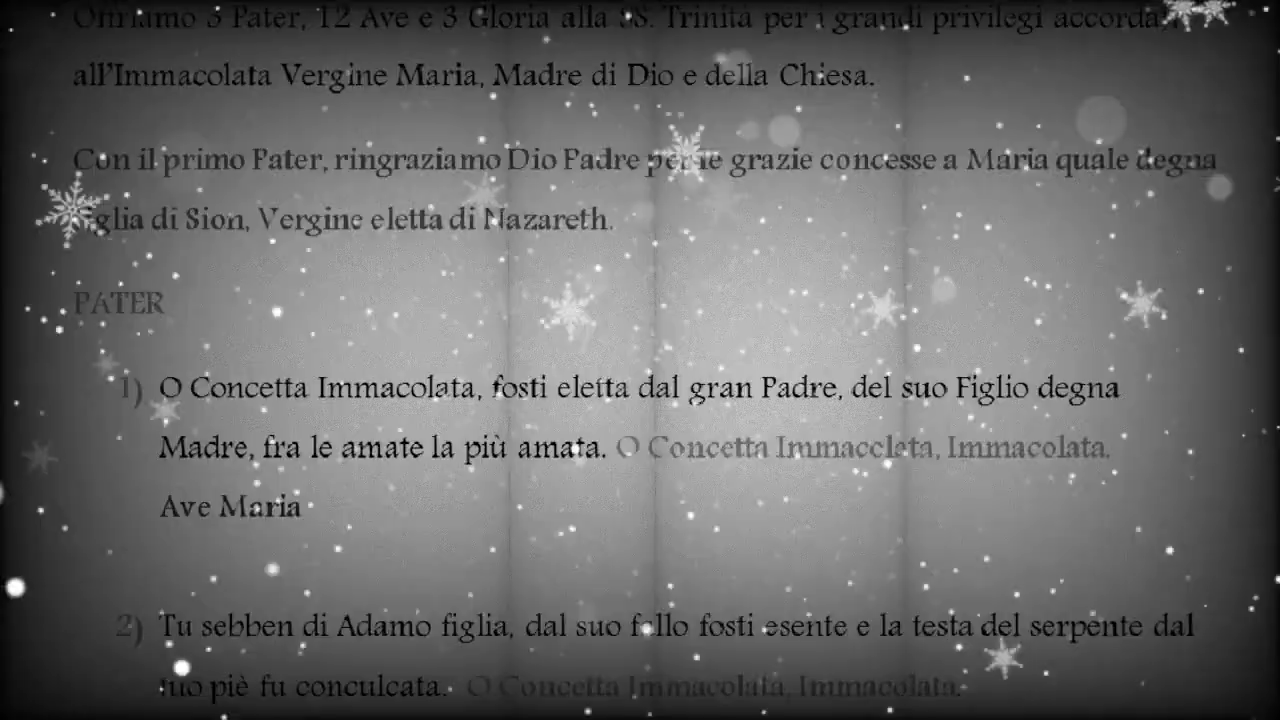 Offriamo 3 Pater, 12 Ave e 3 Gloria alla SS. Trinità per i grandi privilegi accordati
all'Immacolata Vergine Maria, Madre di Dio e della Chiesa.
Con il primo Pater, ringraziamo Dio Padre per le grazie concesse a Maria quale degna
figlia di Sion, Vergine eletta di Nazareth.
PATER
1) O Concetta Immacolata, fosti eletta dal gran Padre, del suo Figlio degna
Madre, fra le amate la più amata. O Concetta Immacolata, Immacolata.
Ave Maria
2) Tu sebben di Adamo figlia, dal suo fallo fosti esente e la testa del serpente dal
tuo piè fu conculcata. O Concetta Immacolata, Immacolata.